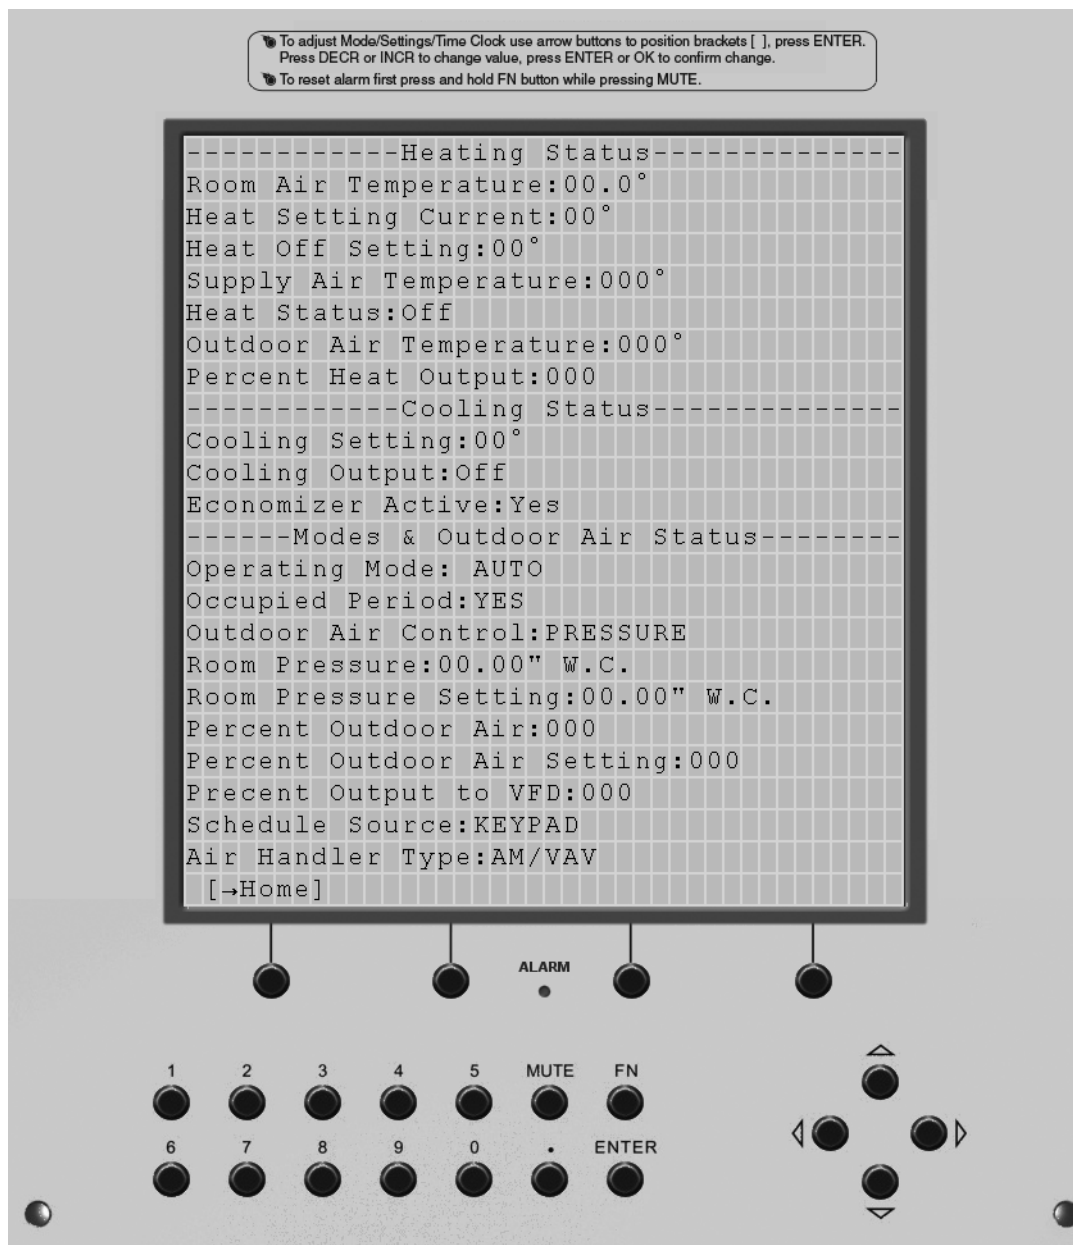 To adjust Mode/Settings/Time Clock use arrow buttons to position brackets [ ], press ENTER.
Press DECR or INCR to change value, press ENTER or OK to confirm change.
To reset alarm first press and hold FN button while pressing MUTE.
------------Heating Status--------------
Room Air Temperature:00.0°
Heat Setting Current:00°
Heat Off Setting:00°
Supply Air Temperature:000°
Heat Status:Off
Outdoor Air Temperature:000°
Percent Heat Output:000
------------Cooling Status--------------
Cooling Setting:00°
Cooling Output:Off
Economizer Active:Yes
------Modes & Outdoor Air Status--------
Operating Mode: AUTO
Occupied Period:YES
Outdoor Air Control:PRESSURE
Room Pressure:00.00" W.C.
Room Pressure Setting:00.00" W.C.
Percent Outdoor Air:000
Percent Outdoor Air Setting:000
Precent Output to VFD:000
Schedule Source:KEYPAD
Air Handler Type:AM/VAV
[→Home]
ALARM
1 2 3 4 5 MUTE FN
6 7 8 9 0 . ENTER